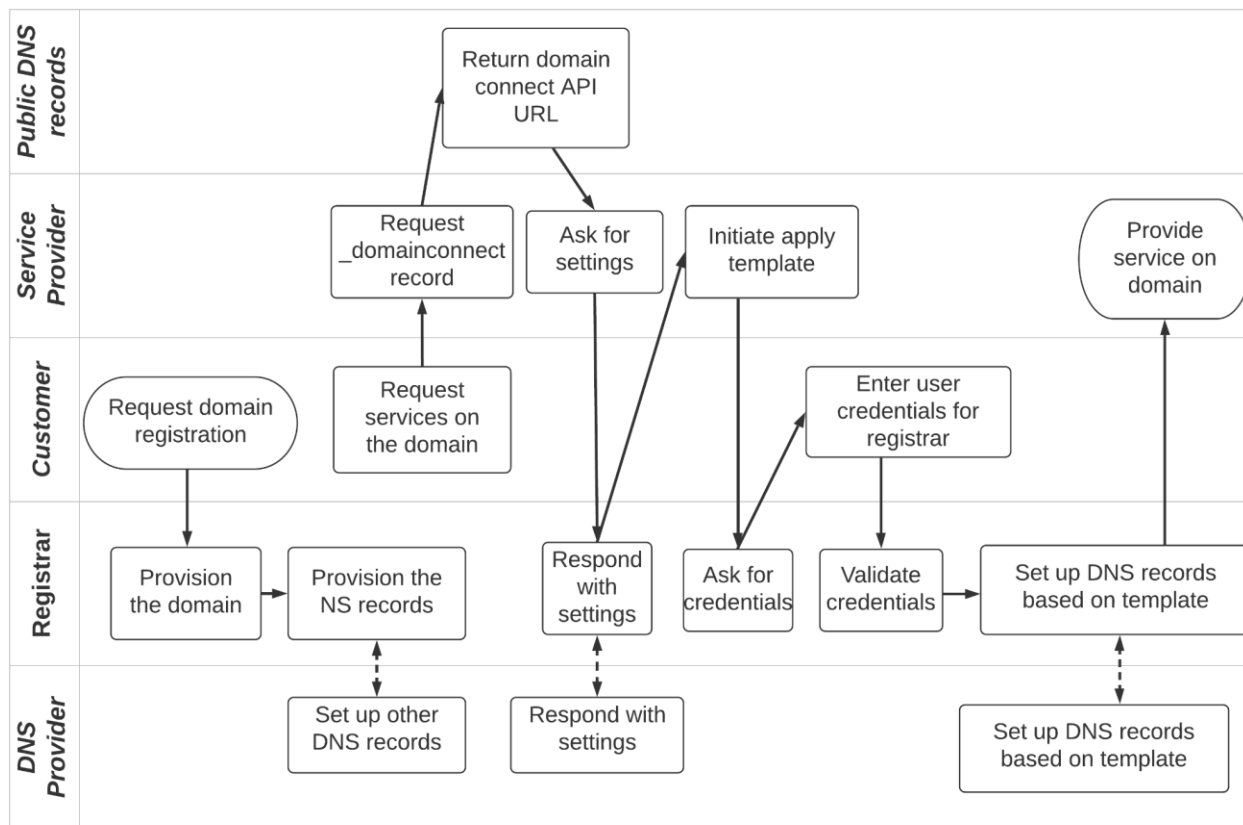 Public DNS
records
Return domain
connect API
URL
Service
Provider
Request
_domainconnect
record
Ask for
settings
Initiate apply
template
Provide
service on
domain
Customer
Request domain
registration
Request
services on
the domain
Enter user
credentials for
registrar
Registrar
Provision
the domain
Provision the
NS records
Respond
with
settings
Ask for
credentials
Validate
credentials
Set up DNS records
based on template
DNS
Provider
Set up other
DNS records
Respond with
settings
Set up DNS records
based on template